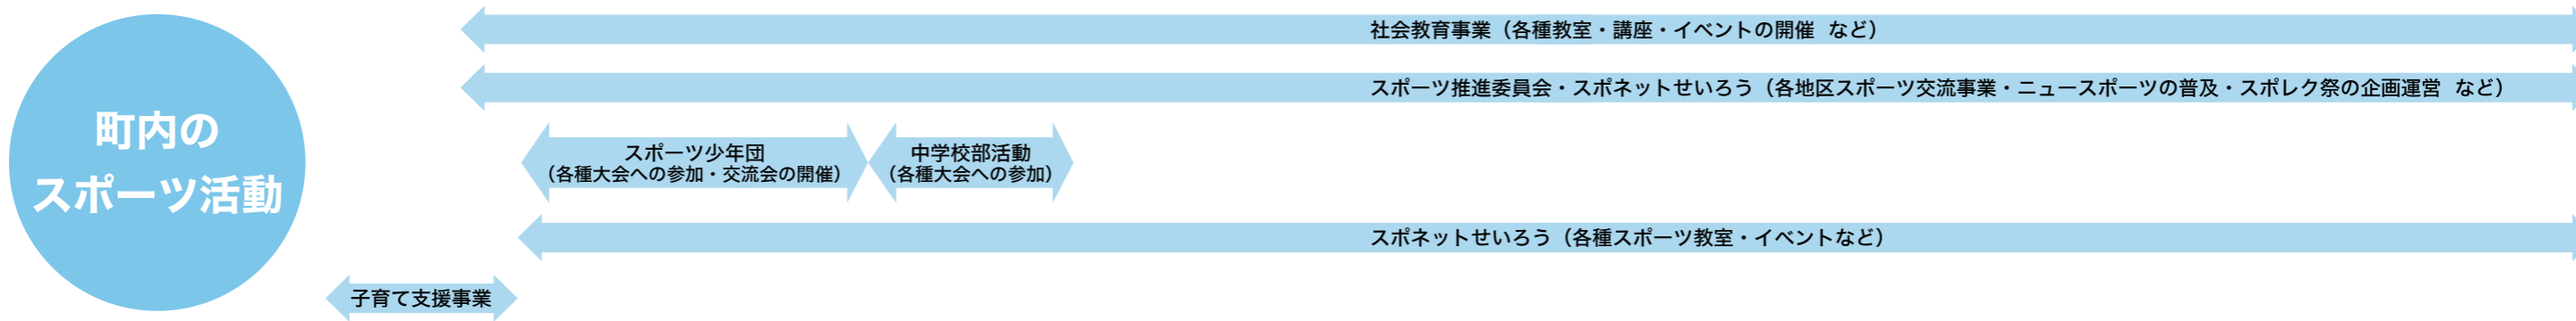 町内の
スポーツ活動
社会教育事業（各種教室・講座・イベントの開催 など）
スポーツ推進委員会・スポネットせいろう（各地区スポーツ交流事業・ニュースポーツの普及・スポレク祭の企画運営 など）
スポーツ少年団
（各種大会への参加・交流会の開催）
中学校部活動
（各種大会への参加）
スポネットせいろう（各種スポーツ教室・イベントなど）
子育て支援事業